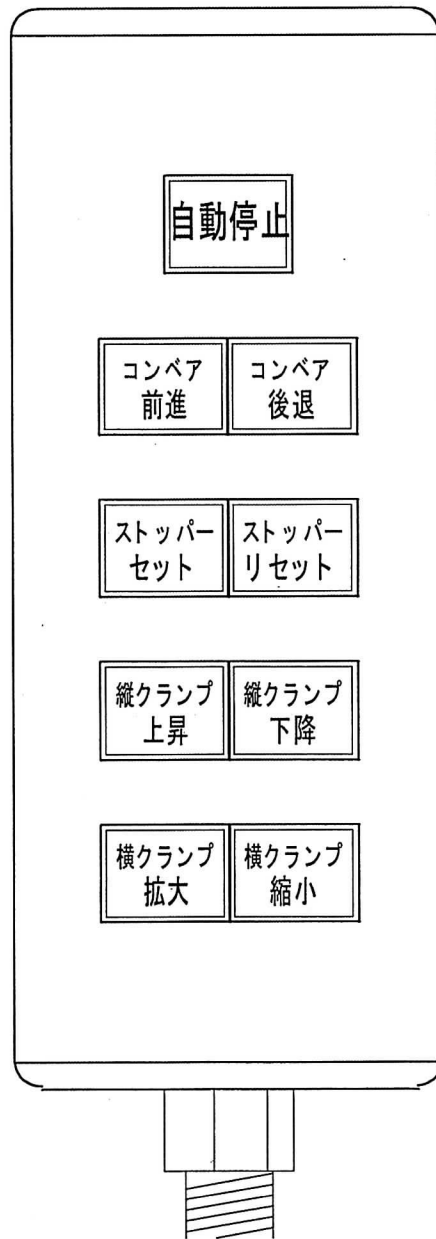 自動停止
コンベア
前進
コンベア
後退
ストッパー
セット
ストッパー
リセット
縦クランプ
上昇
縦クランプ
下降
横クランプ
拡大
横クランプ
縮小